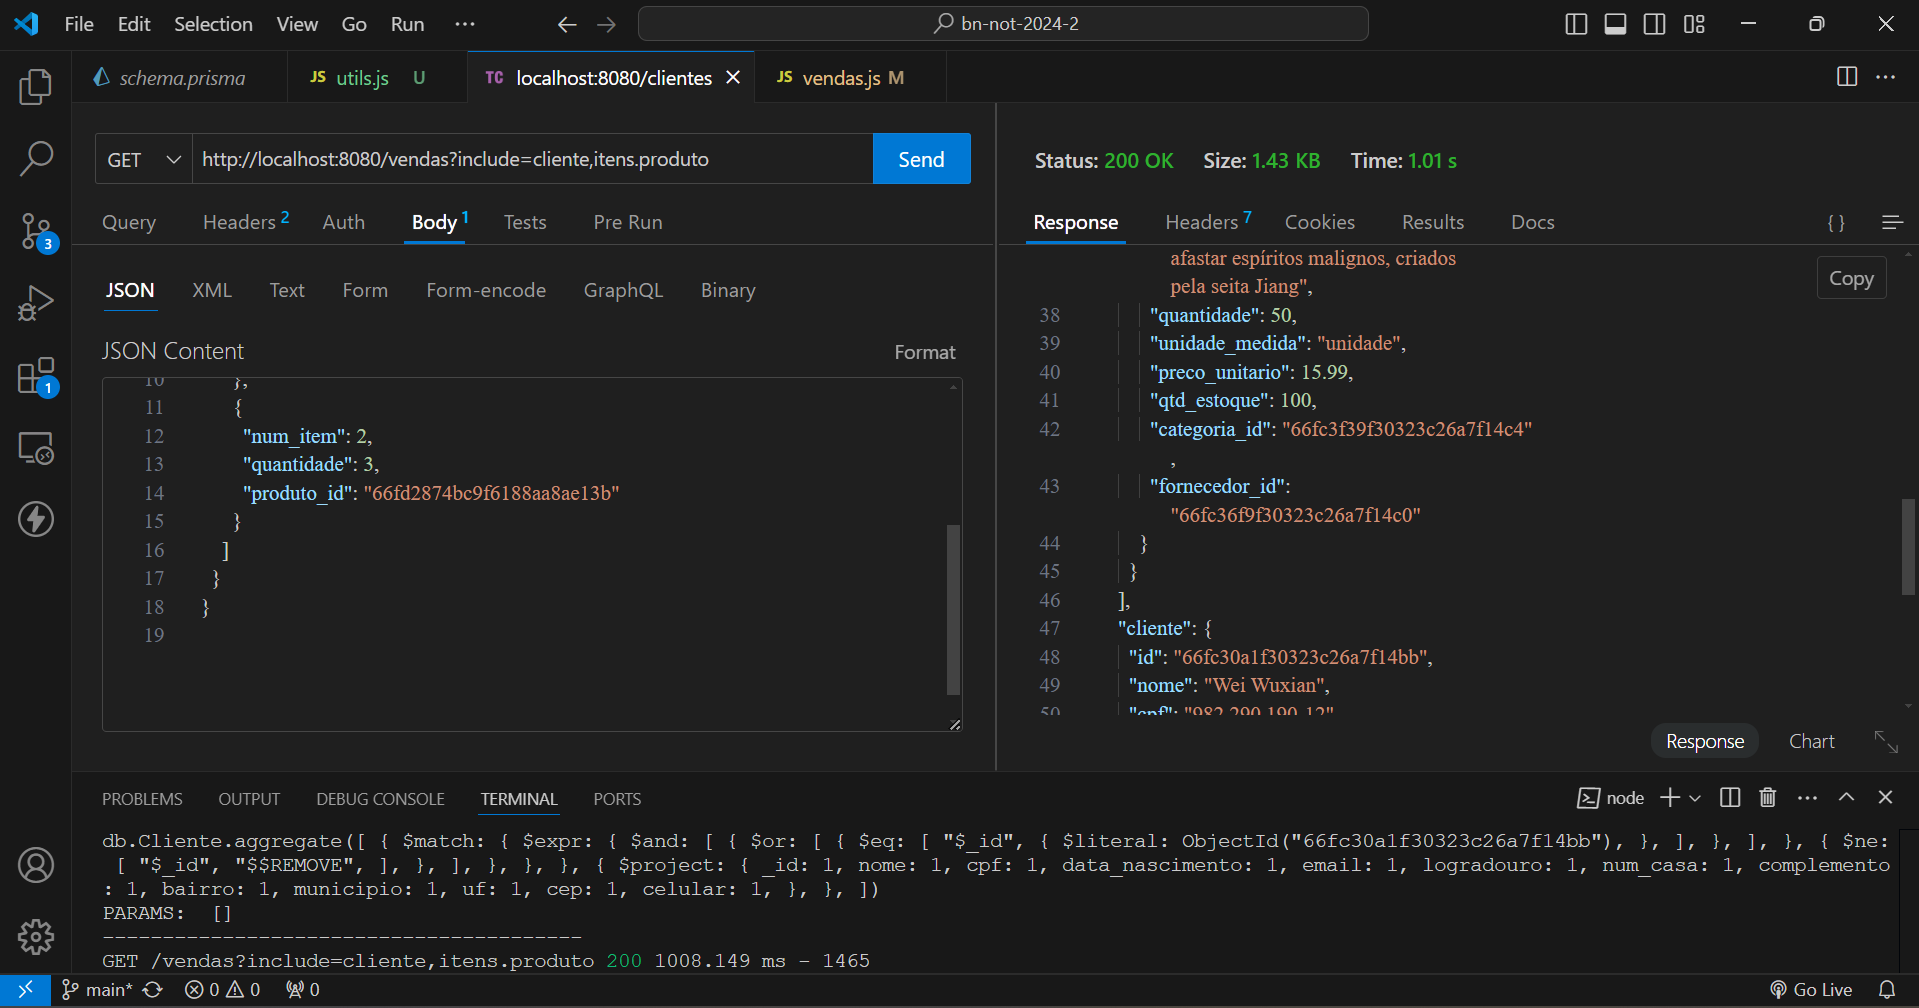 File Edit Selection View Go Run ···
bn-not-2024-2
schema.prisma
JS utils.js U
TC localhost:8080/clientes
JS vendas.js M
GET http://localhost:8080/vendas?include=cliente,itens.produto Send
Query Headers 2 Auth Body 1 Tests Pre Run
JSON XML Text Form Form-encode GraphQL Binary
JSON Content Format
10 },
11 {
12 "num_item": 2,
13 "quantidade": 3,
14 "produto_id": "66fd2874bc9f6188aa8ae13b"
15 }
16 ]
17 }
18 }
19
Status: 200 OK Size: 1.43 KB Time: 1.01 s
Response Headers 7 Cookies Results Docs { }
Copy
afastar espíritos malignos, criados
pela seita Jiang",
38 "quantidade": 50,
39 "unidade_medida": "unidade",
40 "preco_unitario": 15.99,
41 "qtd_estoque": 100,
42 "categoria_id": "66fc3f39f30323c26a7f14c4"
,
43 "fornecedor_id":
"66fc36f9f30323c26a7f14c0"
44 }
45 }
46 ],
47 "cliente": {
48 "id": "66fc30a1f30323c26a7f14bb",
49 "nome": "Wei Wuxian",
50 "cpf": "982.290.190-12"
Response Chart
3
1
PROBLEMS OUTPUT DEBUG CONSOLE TERMINAL PORTS
node
db.Cliente.aggregate([ { $match: { $expr: { $and: [ { $or: [ { $eq: [ "$_id", { $literal: ObjectId("66fc30a1f30323c26a7f14bb"), }, ], }, ], }, { $ne:
[ "$_id", "$$REMOVE", ], }, ], }, }, }, { $project: { _id: 1, nome: 1, cpf: 1, data_nascimento: 1, email: 1, logradouro: 1, num_casa: 1, complemento
: 1, bairro: 1, municipio: 1, uf: 1, cep: 1, celular: 1, }, }, ])
PARAMS: []
----------------------------------------
GET /vendas?include=cliente,itens.produto 200 1008.149 ms - 1465
main* 0 0 0 Go Live